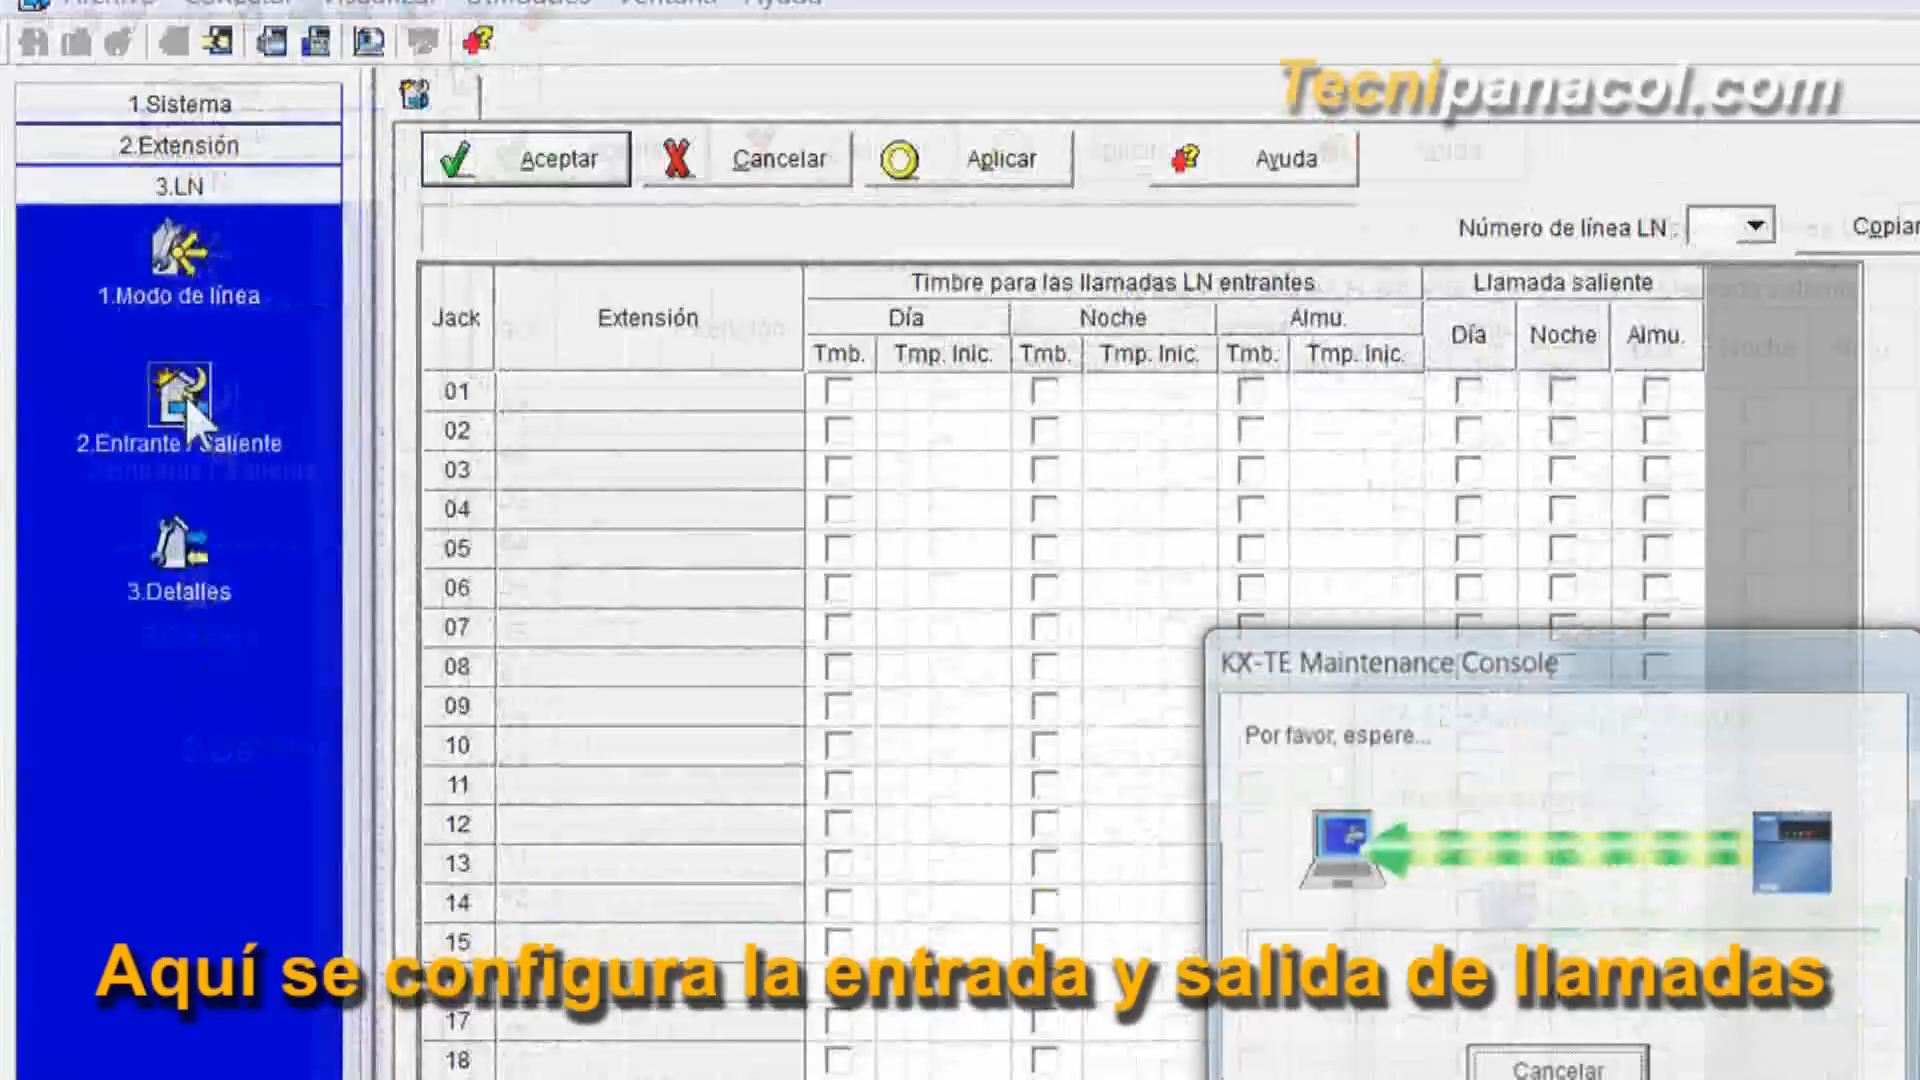 Archivo Conectar Visualizar Utilidades Ventana Ayuda
Tecnipanacol.com
1.Sistema
2.Extensión
3.LN
1.Modo de línea
2.Entrante / Saliente
3.Detalles
Aceptar Cancelar Aplicar Ayuda
Número de línea LN : Copiar
Jack Extensión Timbre para las llamadas LN entrantes Llamada saliente
Día Noche Almu. Día Noche Almu.
Tmb. Tmp. Inic. Tmb. Tmp. Inic. Tmb. Tmp. Inic.
01
02
03
04
05
06
07
08
09
10
11
12
13
14
15
17
18
KX-TE Maintenance Console
Por favor, espere...
Cancelar
Aquí se configura la entrada y salida de llamadas